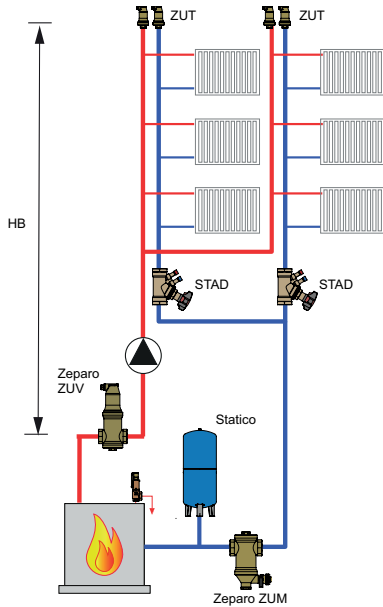 ZUT
ZUT
HB
STAD
STAD
Zeparo
ZUV
Statico
Zeparo ZUM